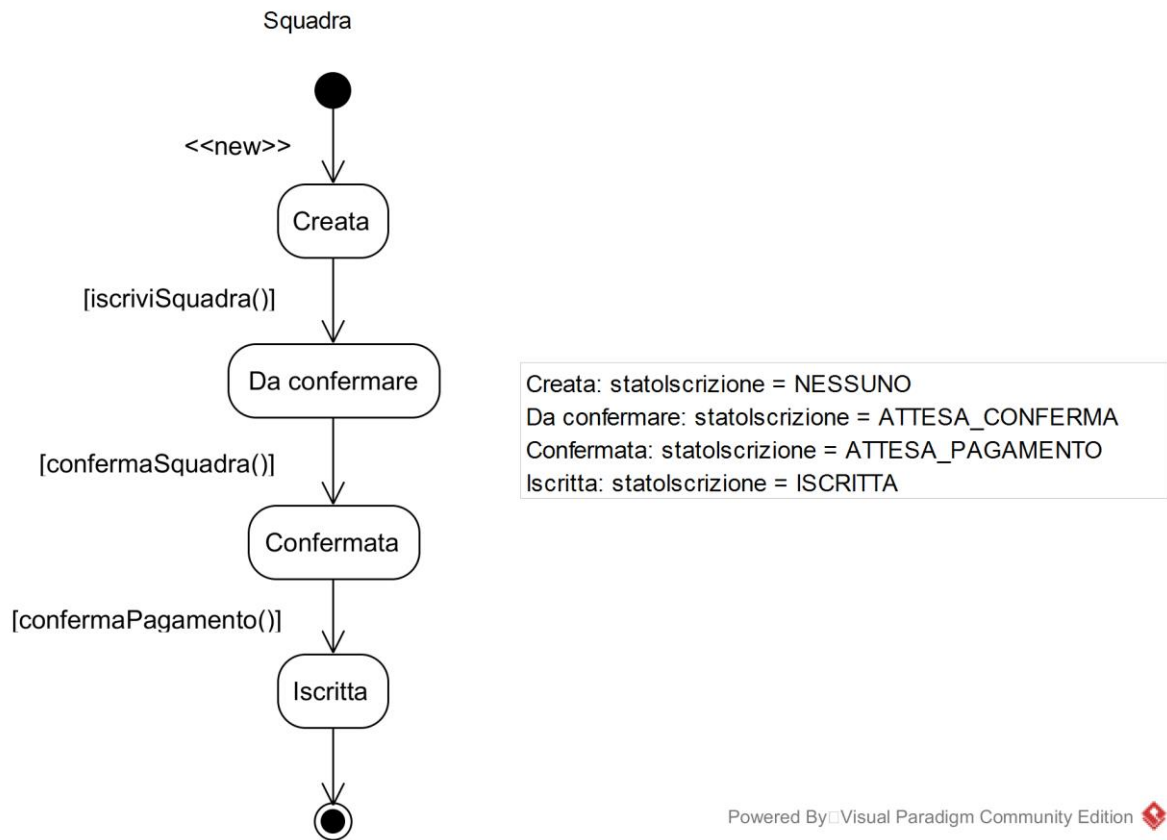 Squadra
<<new>>
Creata
[iscriviSquadra()]
Da confermare
[confermaSquadra()]
Confermata
[confermaPagamento()]
Iscritta
Creata: statoIscrizione = NESSUNO
Da confermare: statoIscrizione = ATTESA_CONFERMA
Confermata: statoIscrizione = ATTESA_PAGAMENTO
Iscritta: statoIscrizione = ISCRITTA
Powered By Visual Paradigm Community Edition